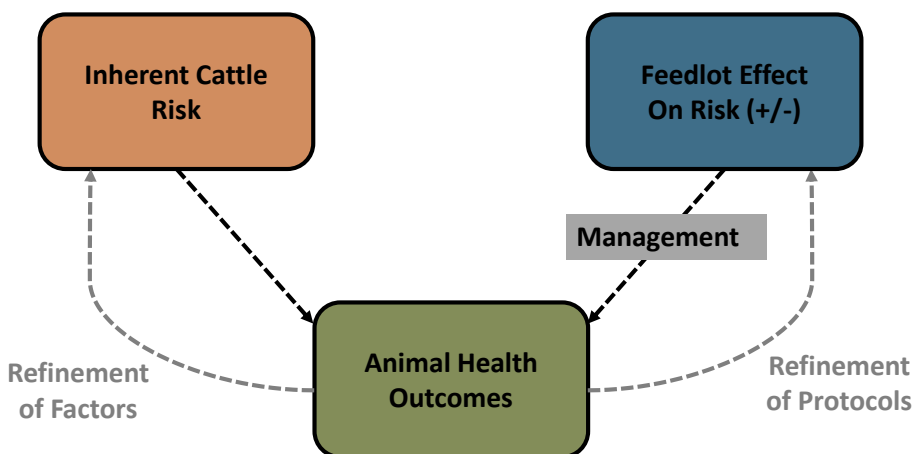 Inherent Cattle
Risk
Feedlot Effect
On Risk (+/-)
Management
Animal Health
Outcomes
Refinement
of Factors
Refinement
of Protocols